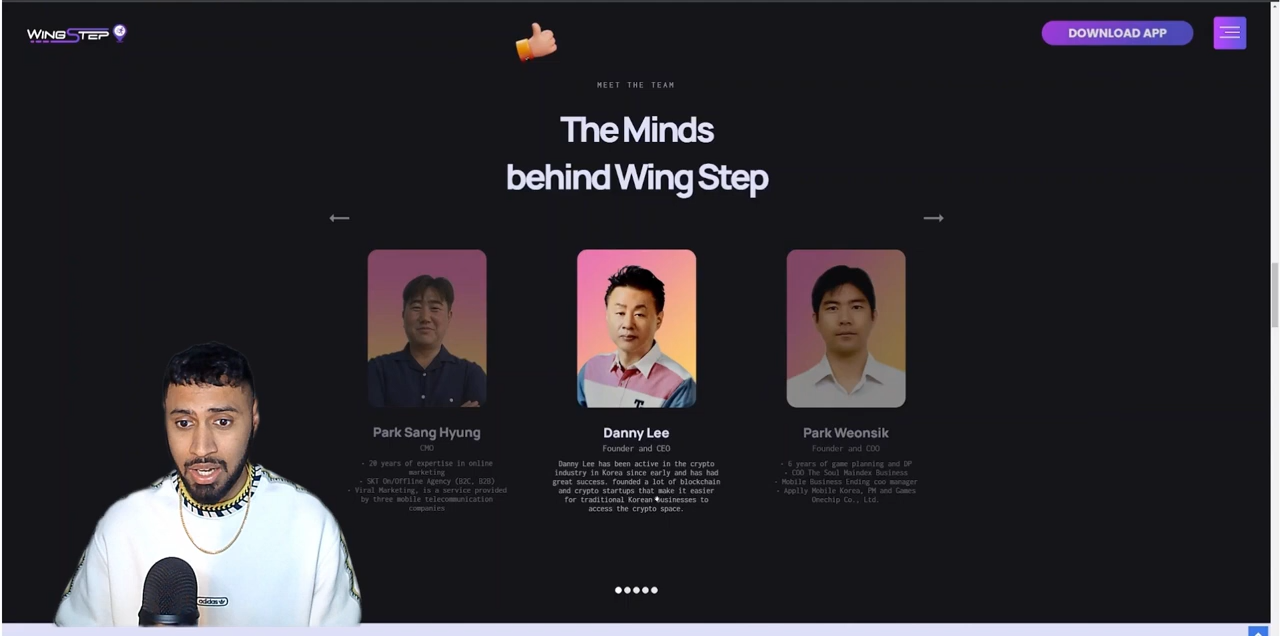 WINGSTEP
DOWNLOAD APP
MEET THE TEAM
The Minds
behind Wing Step
Park Sang Hyung
CMO
- 20 years of expertise in online
marketing
- SKT On/OFFline Agency (B2C, B2B)
- Viral Marketing, is a service provided
by three mobile telecommunication
companies
Danny Lee
Founder and CEO
Danny Lee has been active in the crypto
industry in Korea since early and has had
great success. founded a lot of blockchain
and crypto startups that make it easier
for traditional Korean businesses to
access the crypto space.
Park Weonsik
Founder and COO
- 6 years of game planning and DP
- COO The Soul Maindex Business
- Mobile Business Ending coo manager
- Applly Mobile Korea, PM and Games
Onechip Co., Ltd.
adidas